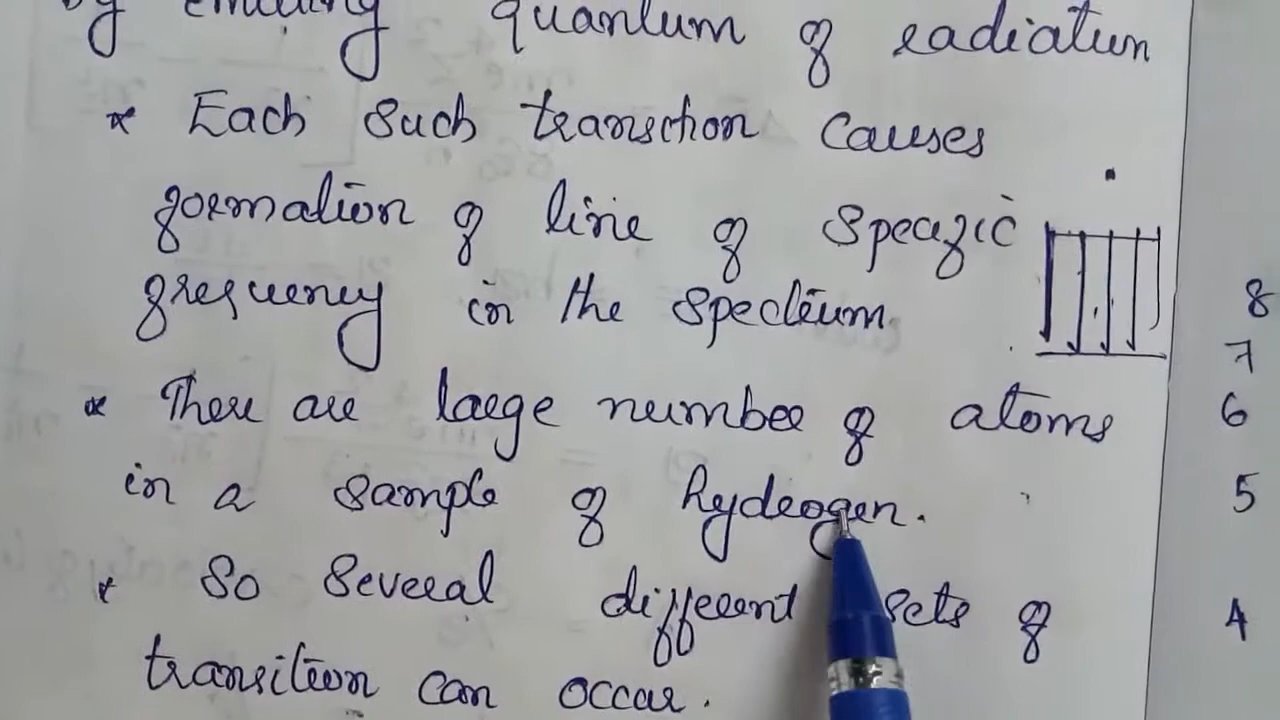 by emitting quantum of radiation
* Each such transition causes
formation of line of specific
frequency in the spectrum
* There are large number of atoms
in a sample of hydrogen.
* So several different sets of
transition can occur.
8
7
6
5
4